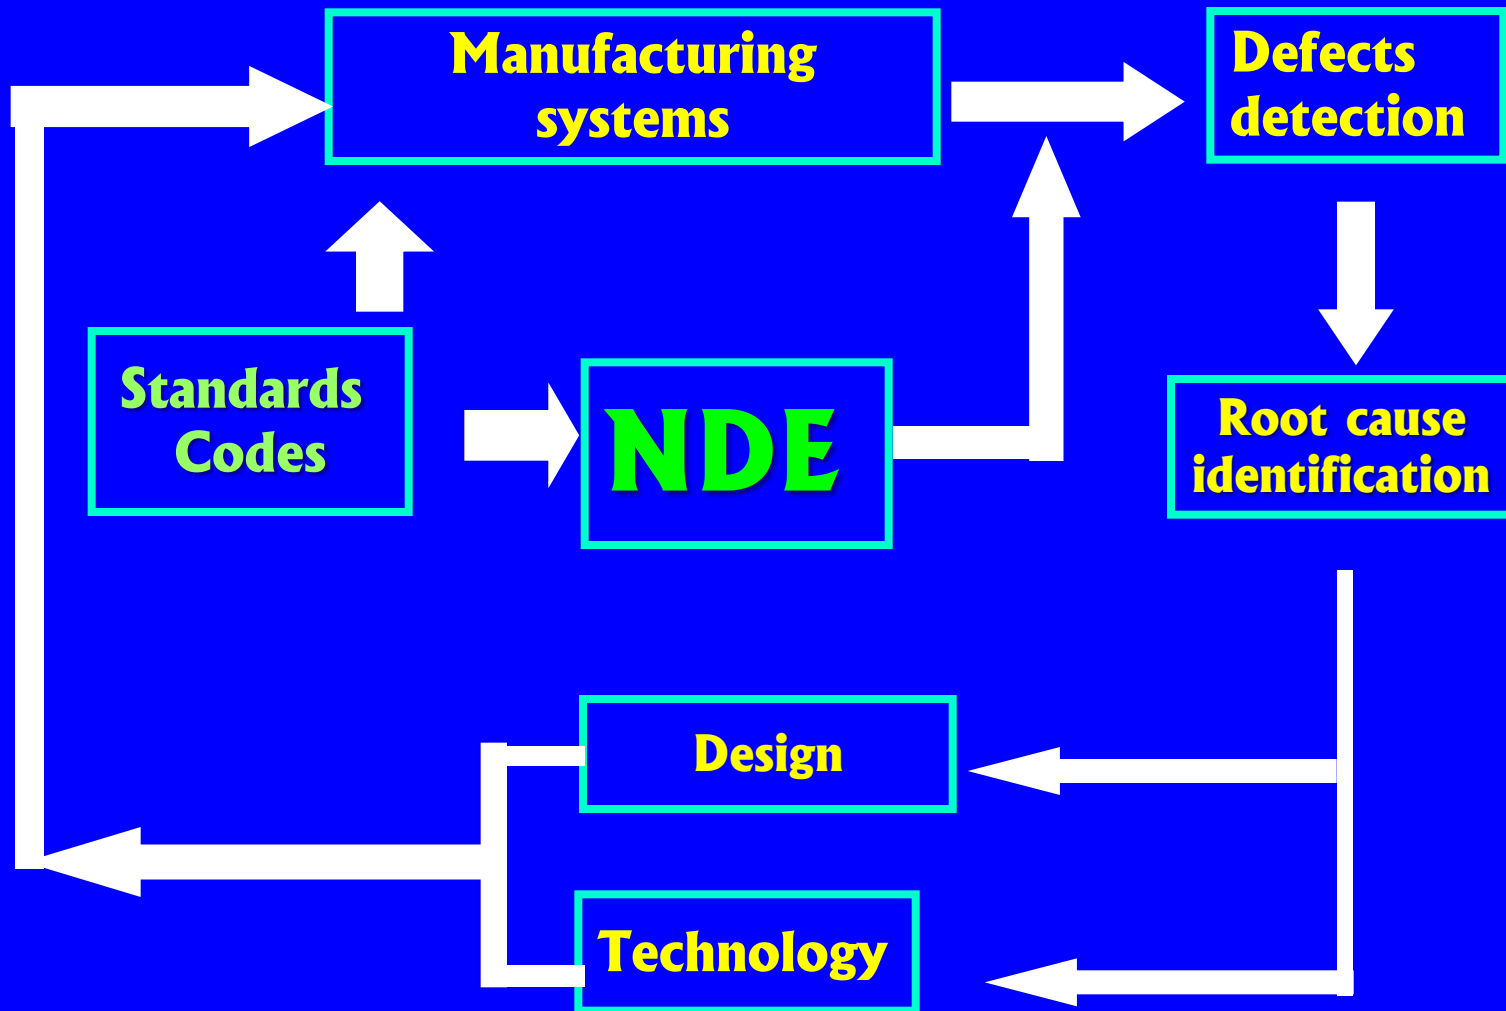 Manufacturing
systems
Defects
detection
Standards
Codes
NDE
Root cause
identification
Design
Technology